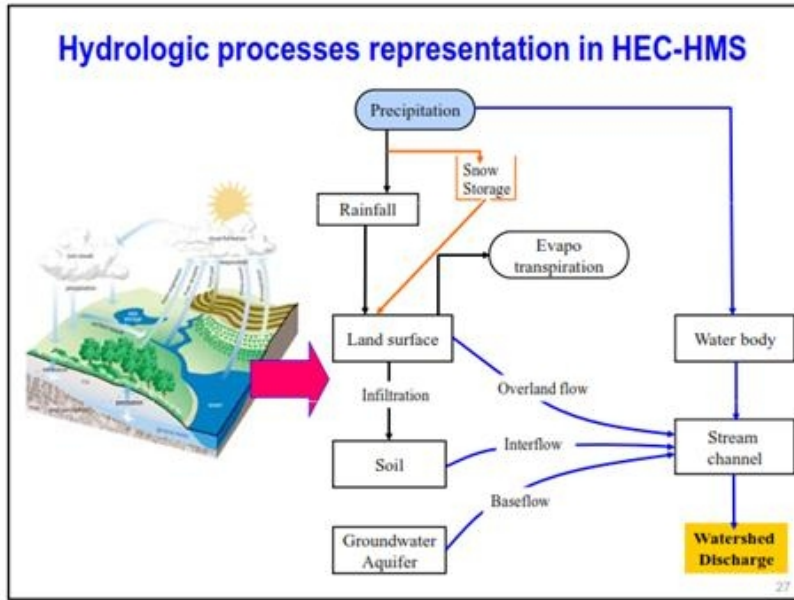 Hydrologic processes representation in HEC-HMS
Precipitation
Snow
Storage
Rainfall
Evapo
transpiration
Land surface
Water body
Infiltration
Overland flow
Soil
Interflow
Stream
channel
Baseflow
Groundwater
Aquifer
Watershed
Discharge
27